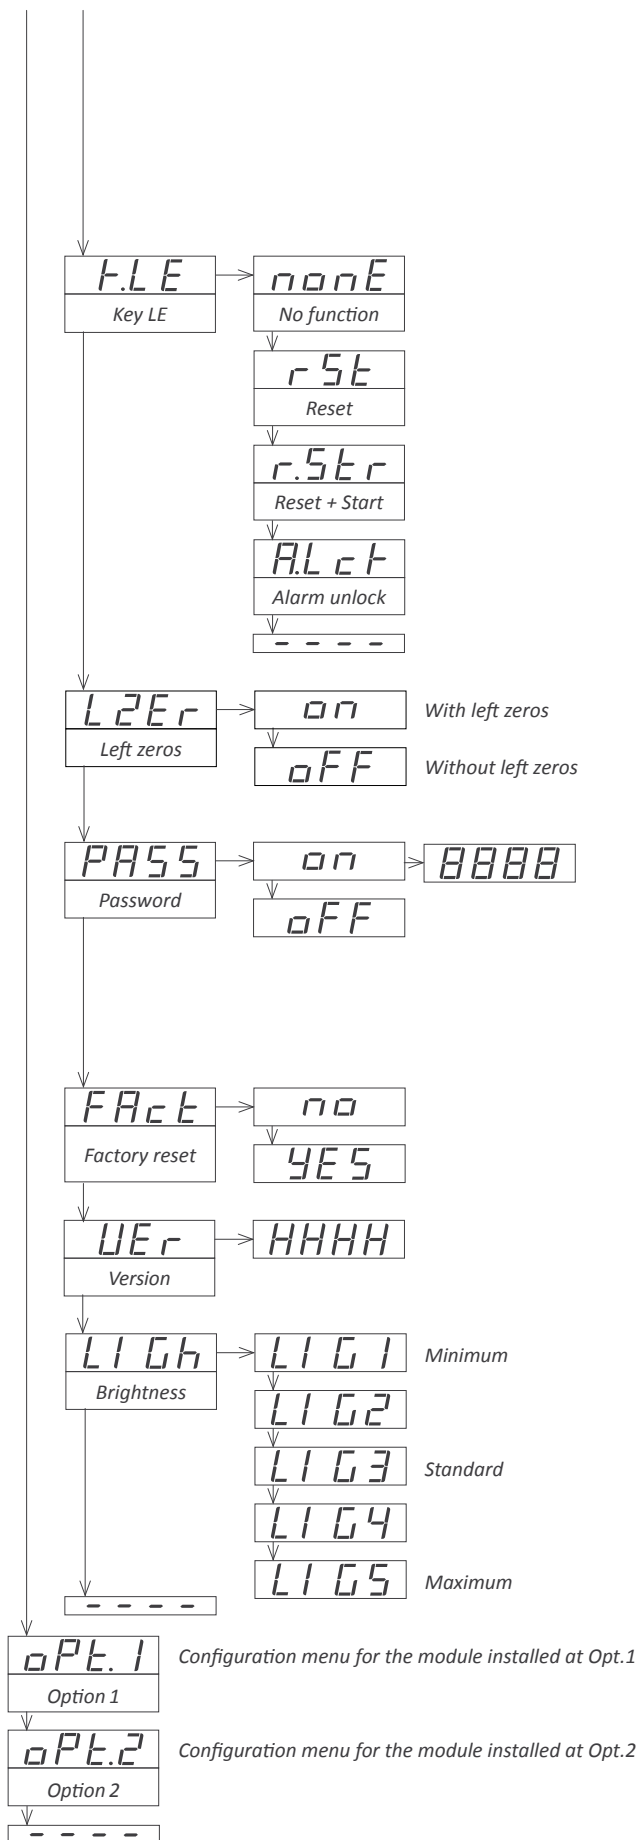 K.LE
nonE
Key LE
No function
rSt
Reset
r.Str
Reset + Start
A.LcK
Alarm unlock
- - - -
LZEr
on
With left zeros
Left zeros
oFF
Without left zeros
PASS
on
8888
Password
oFF
FAct
no
Factory reset
YES
VEr
HHHH
Version
LIGh
LIG1
Minimum
Brightness
LIG2
LIG3
Standard
LIG4
LIG5
Maximum
- - - -
oPt.1
Configuration menu for the module installed at Opt.1
Option 1
oPt.2
Configuration menu for the module installed at Opt.2
Option 2
- - - -